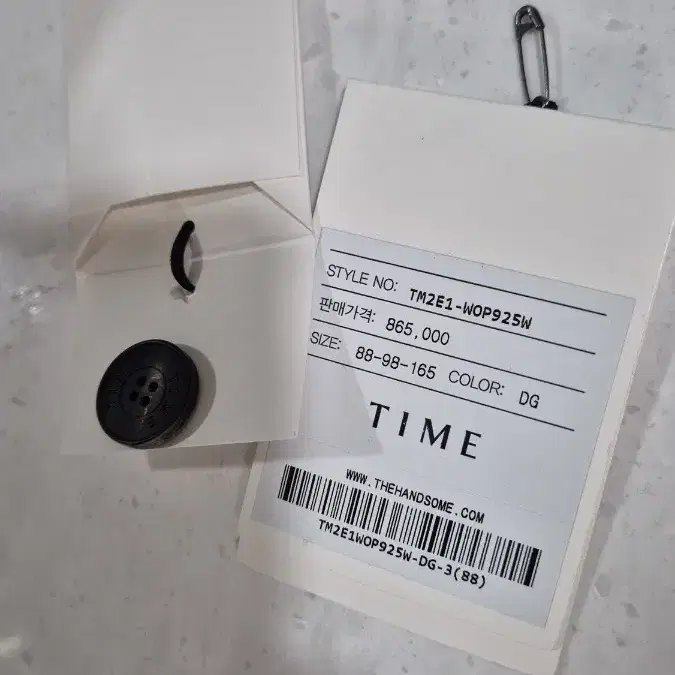 STYLE NO: TM2E1-WOP925W
판매가격: 865,000
SIZE: 88-98-165 COLOR: DG
TIME
WWW.THEHANDSOME.COM
TM2E1WOP925W-DG-3(88)